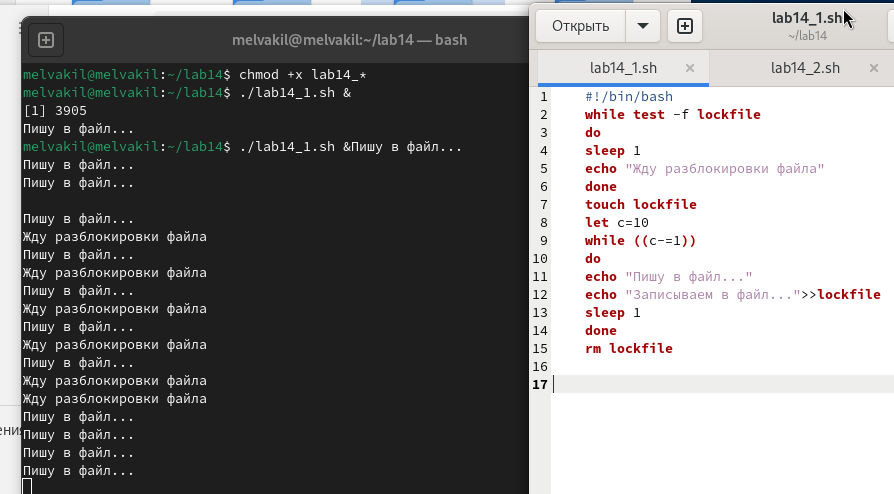 melvakil@melvakil:~/lab14 — bash
melvakil@melvakil:~/lab14$ chmod +x lab14_*
melvakil@melvakil:~/lab14$ ./lab14_1.sh &
[1] 3905
Пишу в файл...
melvakil@melvakil:~/lab14$ ./lab14_1.sh &Пишу в файл...
Пишу в файл...
Пишу в файл...
Пишу в файл...
Жду разблокировки файла
Пишу в файл...
Жду разблокировки файла
Пишу в файл...
Жду разблокировки файла
Пишу в файл...
Жду разблокировки файла
Пишу в файл...
Жду разблокировки файла
Жду разблокировки файла
Пишу в файл...
Пишу в файл...
Пишу в файл...
Пишу в файл...
Открыть
lab14_1.sh
~/lab14
lab14_1.sh × lab14_2.sh ×
1 #!/bin/bash
2 while test -f lockfile
3 do
4 sleep 1
5 echo "Жду разблокировки файла"
6 done
7 touch lockfile
8 let c=10
9 while ((c-=1))
10 do
11 echo "Пишу в файл..."
12 echo "Записываем в файл...">>lockfile
13 sleep 1
14 done
15 rm lockfile
16
17